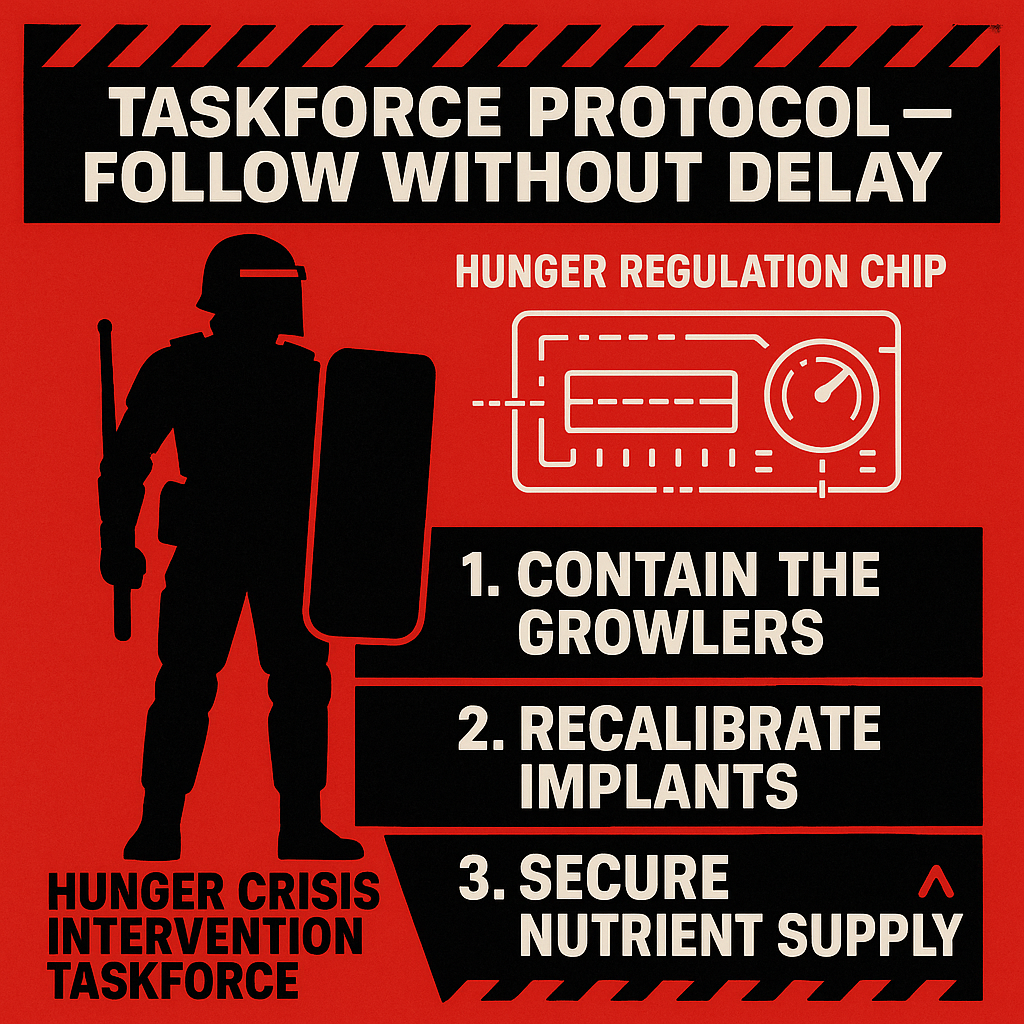 TASKFORCE PROTOCOL —
FOLLOW WITHOUT DELAY
HUNGER REGULATION CHIP
1. CONTAIN THE
GROWLERS
2. RECALIBRATE
IMPLANTS
3. SECURE
NUTRIENT SUPPLY
HUNGER CRISIS
INTERVENTION
TASKFORCE